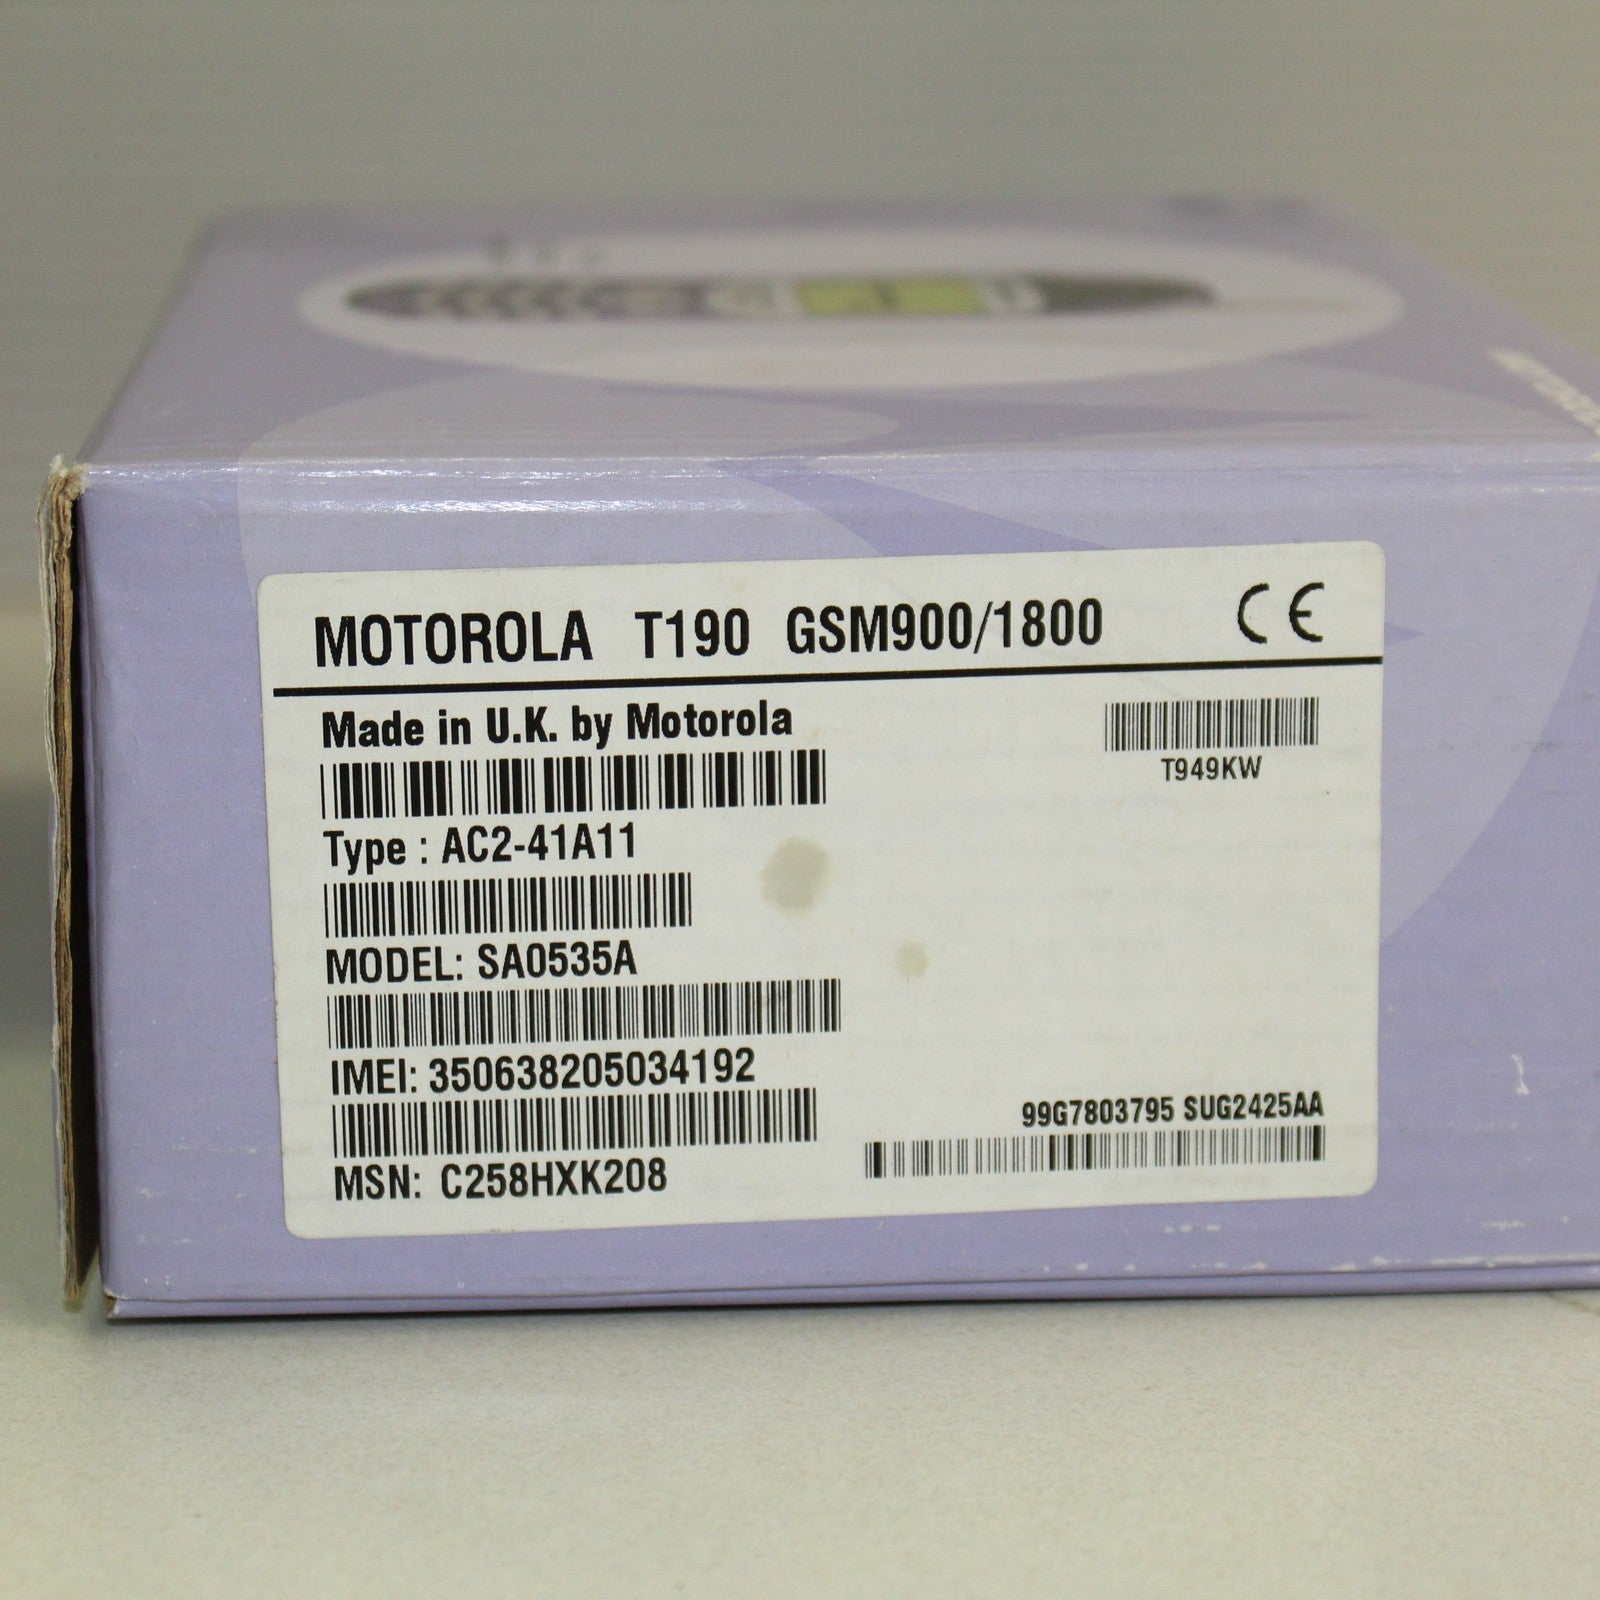 MOTOROLA T190 GSM900/1800 CE
Made in U.K. by Motorola
T949KW
Type : AC2-41A11
MODEL: SA0535A
IMEI: 350638205034192
99G7803795 SUG2425AA
MSN: C258HXK208